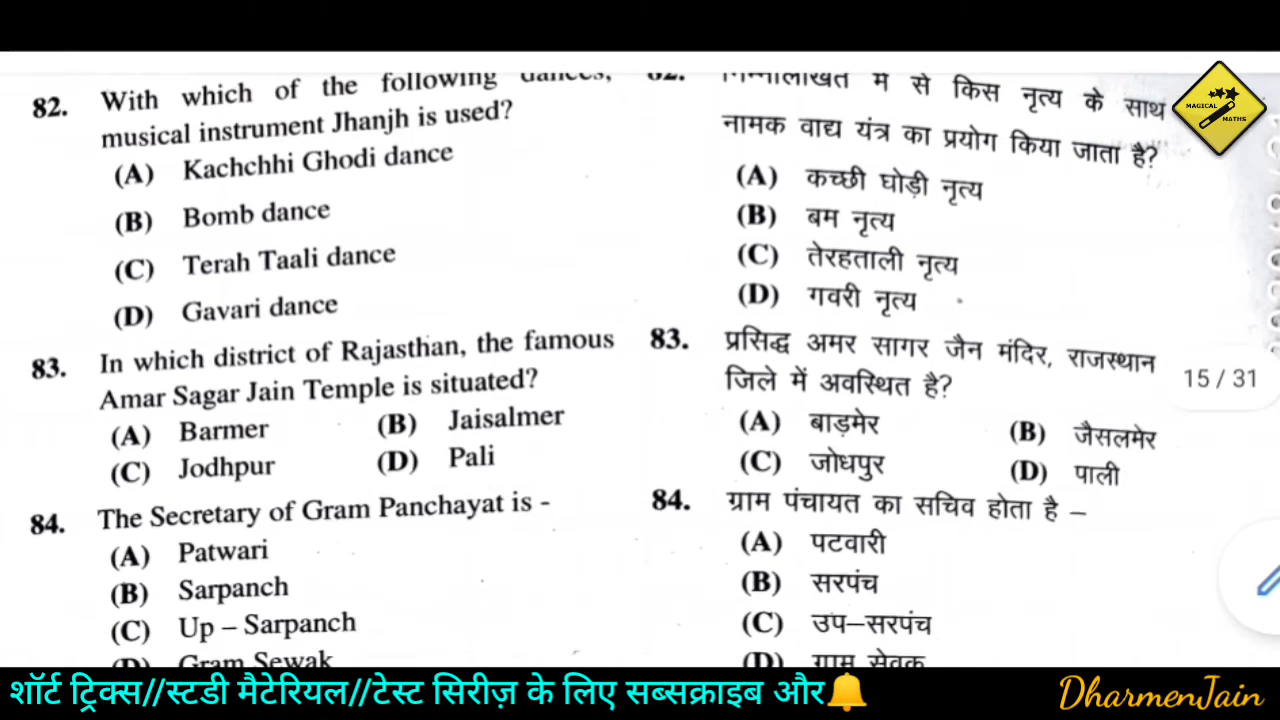 82. With which of the following dances,
musical instrument Jhanjh is used?
(A) Kachchhi Ghodi dance
(B) Bomb dance
(C) Terah Taali dance
(D) Gavari dance
83. In which district of Rajasthan, the famous
Amar Sagar Jain Temple is situated?
(A) Barmer (B) Jaisalmer
(C) Jodhpur (D) Pali
84. The Secretary of Gram Panchayat is -
(A) Patwari
(B) Sarpanch
(C) Up – Sarpanch
(D) Gram Sewak
82. निम्नलिखित में से किस नृत्य के साथ
नामक वाद्य यंत्र का प्रयोग किया जाता है?
(A) कच्छी घोड़ी नृत्य
(B) बम नृत्य
(C) तेरहताली नृत्य
(D) गवरी नृत्य
83. प्रसिद्ध अमर सागर जैन मंदिर, राजस्थान
जिले में अवस्थित है?
(A) बाड़मेर (B) जैसलमेर
(C) जोधपुर (D) पाली
84. ग्राम पंचायत का सचिव होता है –
(A) पटवारी
(B) सरपंच
(C) उप–सरपंच
(D) ग्राम सेवक
MAGICAL MATHS
15 / 31
शॉर्ट ट्रिक्स//स्टडी मैटेरियल//टेस्ट सिरीज़ के लिए सब्सक्राइब और
DharmenJain